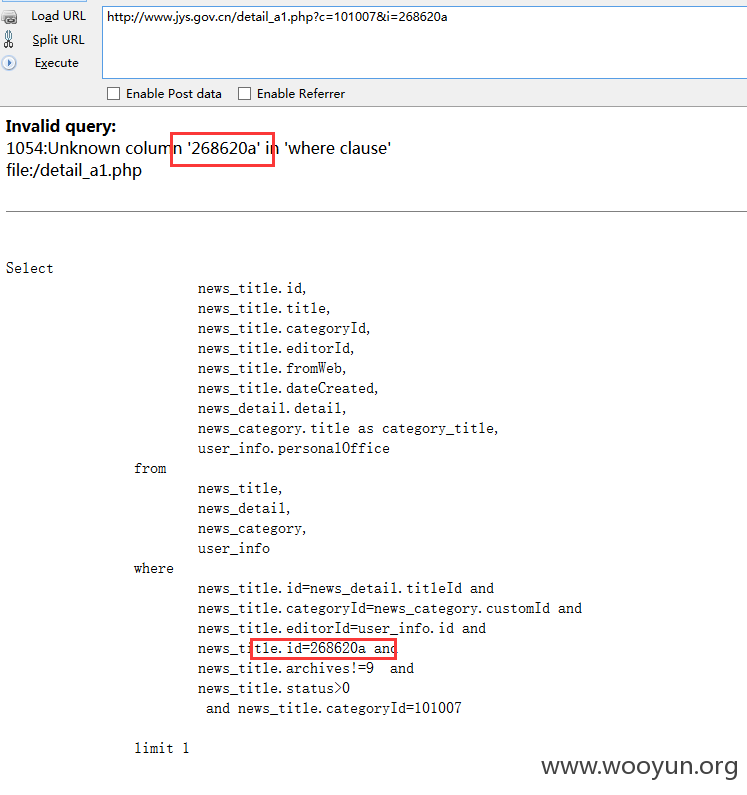 Load URL
http://www.jys.gov.cn/detail_a1.php?c=101007&i=268620a
Split URL
Execute
Enable Post data
Enable Referrer
Invalid query:
1054:Unknown column '268620a' in 'where clause'
file:/detail_a1.php
Select
news_title.id,
news_title.title,
news_title.categoryId,
news_title.editorId,
news_title.fromWeb,
news_title.dateCreated,
news_detail.detail,
news_category.title as category_title,
user_info.personalOffice
from
news_title,
news_detail,
news_category,
user_info
where
news_title.id=news_detail.titleId and
news_title.categoryId=news_category.customId and
news_title.editorId=user_info.id and
news_title.id=268620a and
news_title.archives!=9 and
news_title.status>0
and news_title.categoryId=101007
limit 1
www.wooyun.org